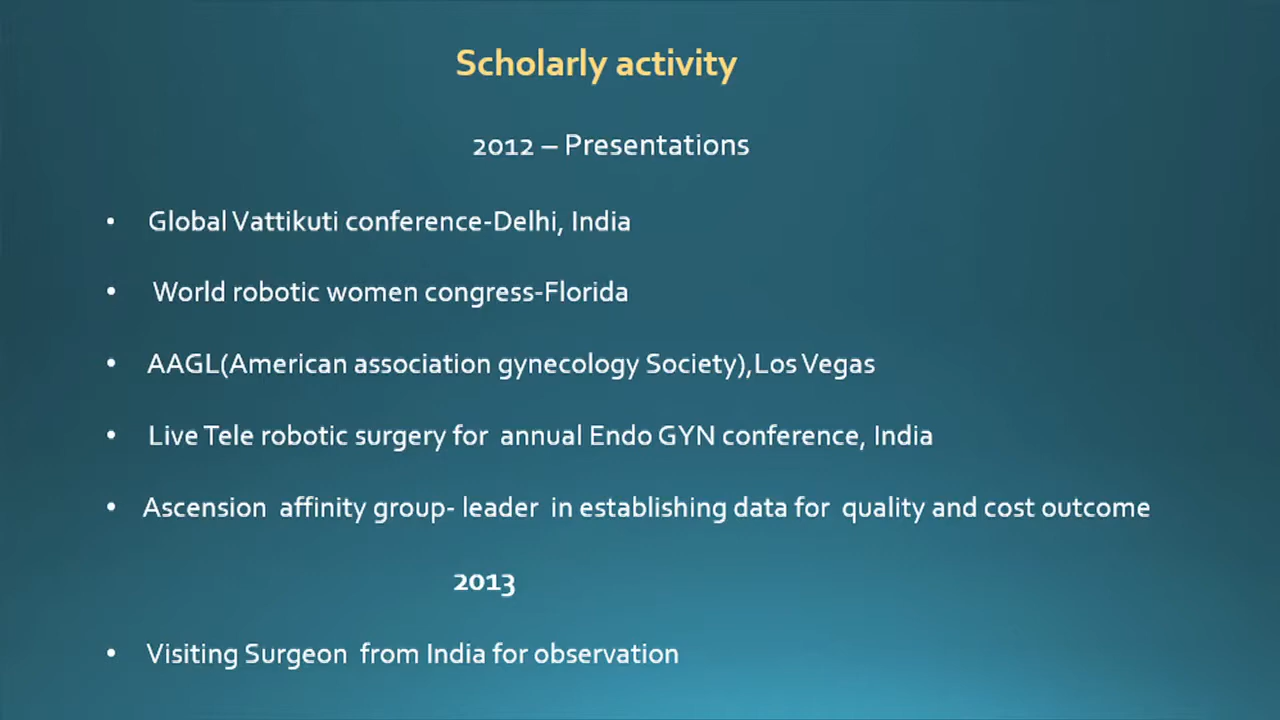 Scholarly activity
2012 – Presentations
• Global Vattikuti conference-Delhi, India
• World robotic women congress-Florida
• AAGL(American association gynecology Society),Los Vegas
• Live Tele robotic surgery for annual Endo GYN conference, India
• Ascension affinity group- leader in establishing data for quality and cost outcome
2013
• Visiting Surgeon from India for observation